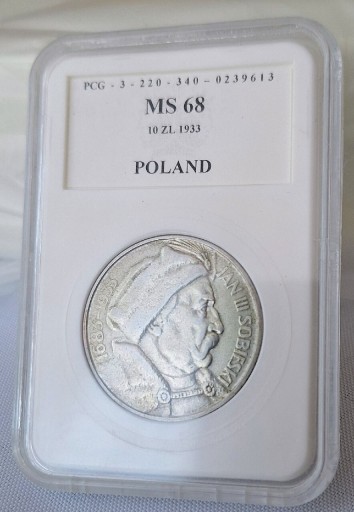 PCG - 3 - 220 - 340 - 0239613
MS 68
10 ZL 1933
POLAND
1683-1933
JAN III SOBIESKI